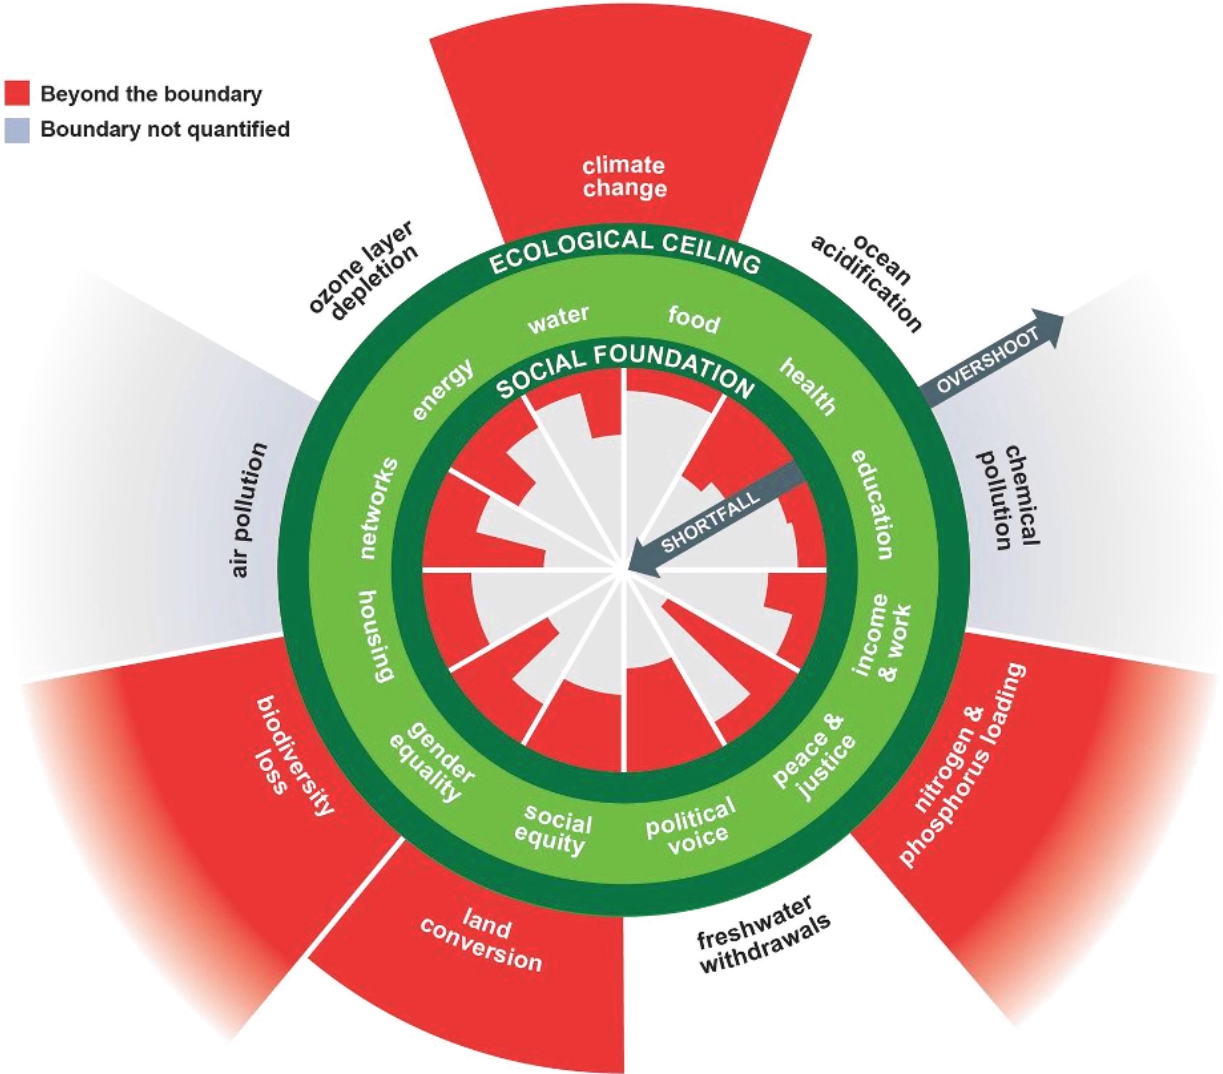 Beyond the boundary
Boundary not quantified
climate
change
ozone layer
depletion
ECOLOGICAL CEILING
ocean
acidification
water
food
OVERSHOOT
SOCIAL FOUNDATION
energy
health
air pollution
networks
education
chemical
pollution
SHORTFALL
housing
income
& work
biodiversity
loss
gender
equality
peace &
justice
nitrogen &
phosphorus loading
social
equity
political
voice
land
conversion
freshwater
withdrawals